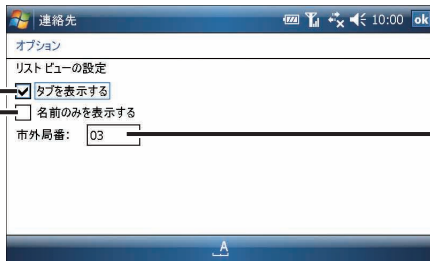 連絡先 10:00 ok
オプション
リスト ビューの設定
タブを表示する
名前のみを表示する
市外局番: 03
A